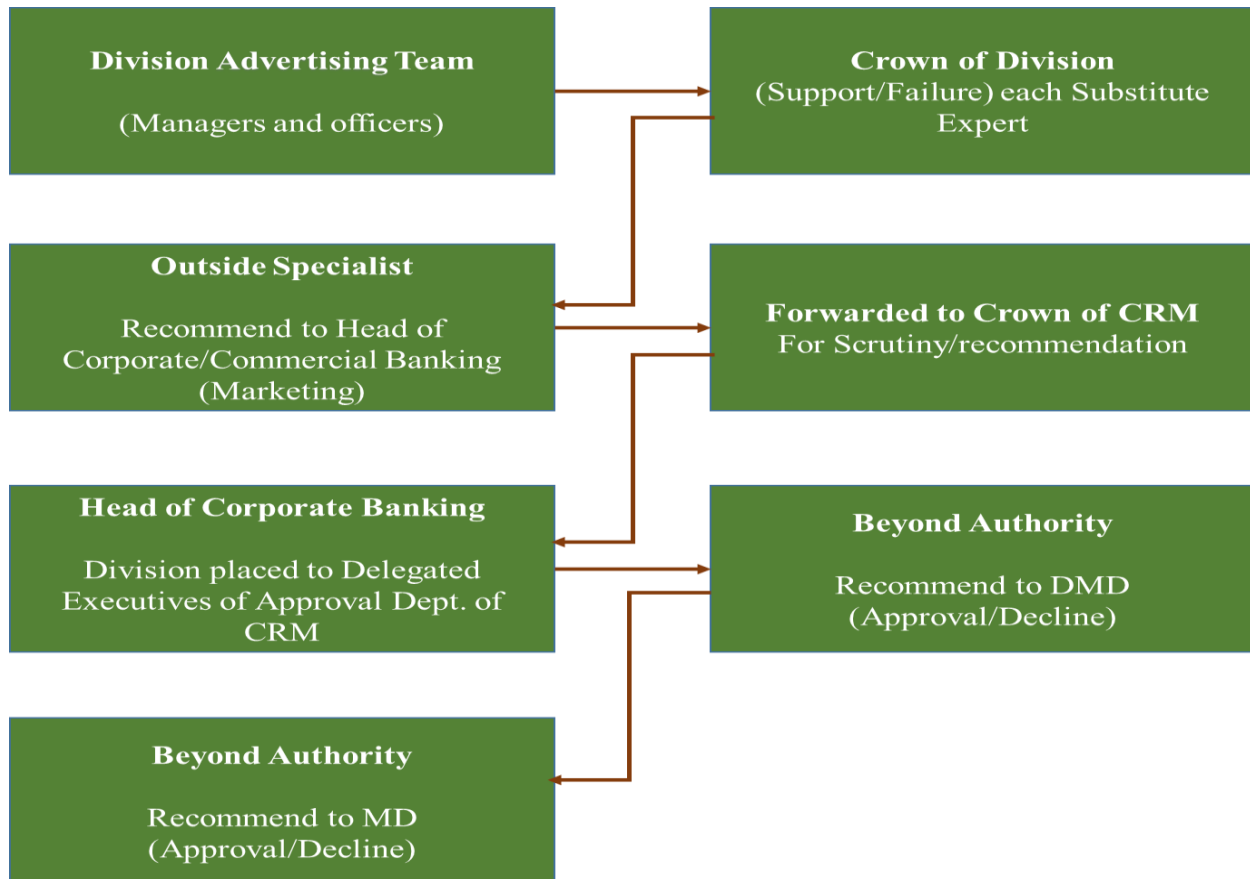 Division Advertising Team
(Managers and officers)
Crown of Division
(Support/Failure) each Substitute
Expert
Outside Specialist
Recommend to Head of
Corporate/Commercial Banking
(Marketing)
Forwarded to Crown of CRM
For Scrutiny/recommendation
Head of Corporate Banking
Division placed to Delegated
Executives of Approval Dept. of
CRM
Beyond Authority
Recommend to DMD
(Approval/Decline)
Beyond Authority
Recommend to MD
(Approval/Decline)